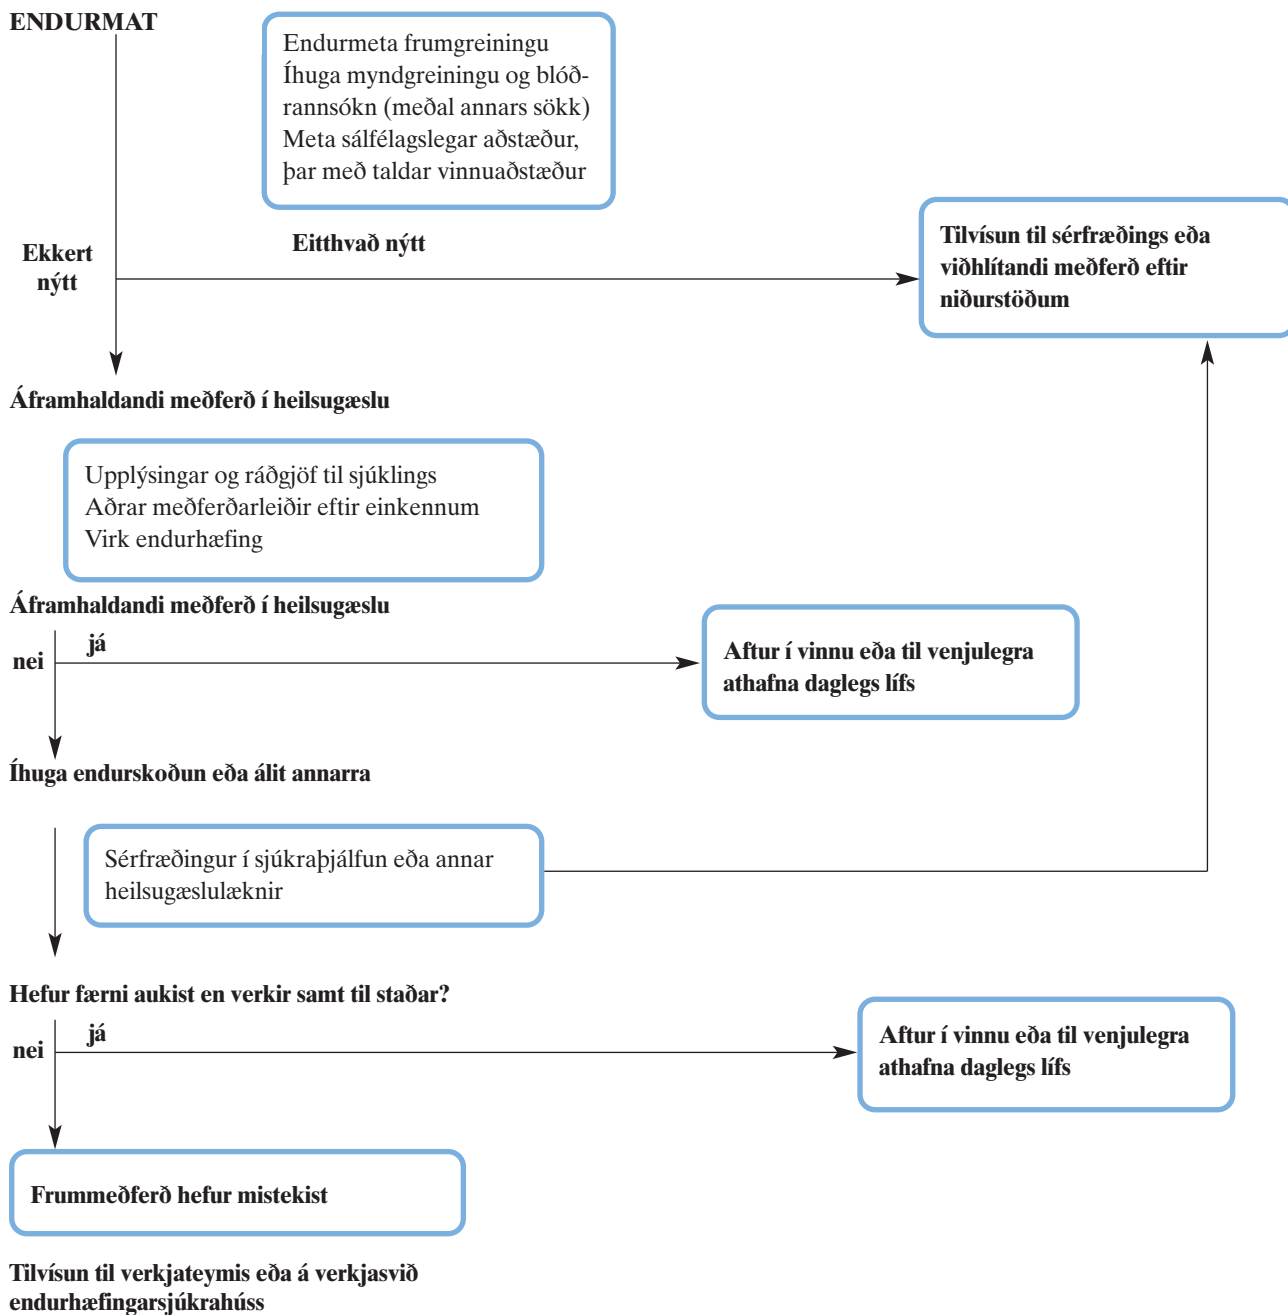 ENDURMAT
Endurmeta frumgreiningu
Íhuga myndgreiningu og blóð-
rannsókn (meðal annars sökk)
Meta sálfélagslegar aðstæður,
þar með taldar vinnuaðstæður
Ekkert
nýtt
Eitthvað nýtt
Tilvísun til sérfræðings eða
viðhlítandi meðferð eftir
niðurstöðum
Áframhaldandi meðferð í heilsugæslu
Upplýsingar og ráðgjöf til sjúklings
Aðrar meðferðarleiðir eftir einkennum
Virk endurhæfing
Áframhaldandi meðferð í heilsugæslu
nei
já
Aftur í vinnu eða til venjulegra
athafna daglegs lífs
Íhuga endurskoðun eða álit annarra
Sérfræðingur í sjúkraþjálfun eða annar
heilsugæslulæknir
Hefur færni aukist en verkir samt til staðar?
nei
já
Aftur í vinnu eða til venjulegra
athafna daglegs lífs
Frummeðferð hefur mistekist
Tilvísun til verkjateymis eða á verkjasvið
endurhæfingarsjúkrahúss